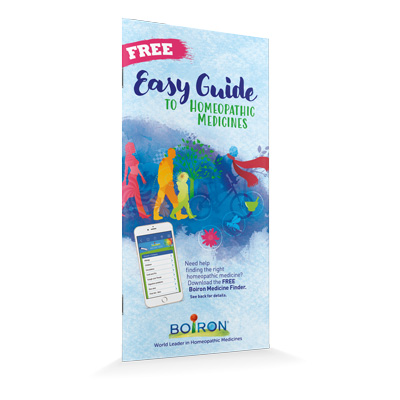 FREE
Easy Guide
TO HOMEOPATHIC
MEDICINES
Need help
finding the right
homeopathic medicine?
Download the FREE
Boiron Medicine Finder.
See back for details.
BOIRON®
World Leader in Homeopathic Medicines